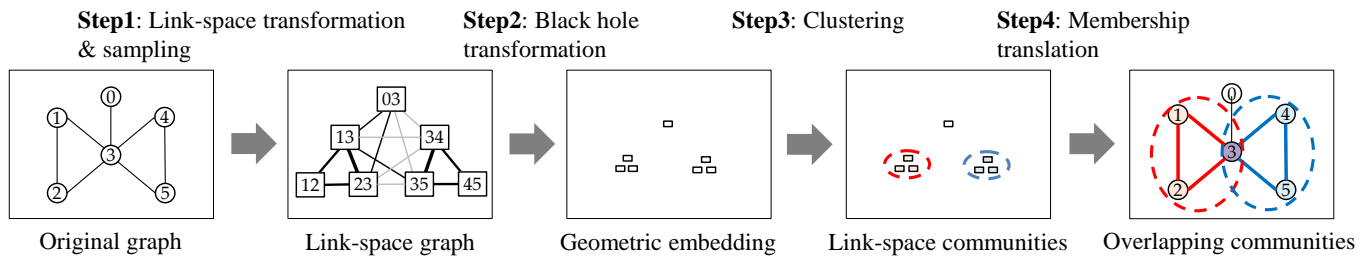 Step1: Link-space transformation
& sampling
Step2: Black hole
transformation
Step3: Clustering
Step4: Membership
translation
0
1
4
3
2
5
03
13
34
12
23
35
45
0
1
4
3
2
5
Original graph
Link-space graph
Geometric embedding
Link-space communities
Overlapping communities